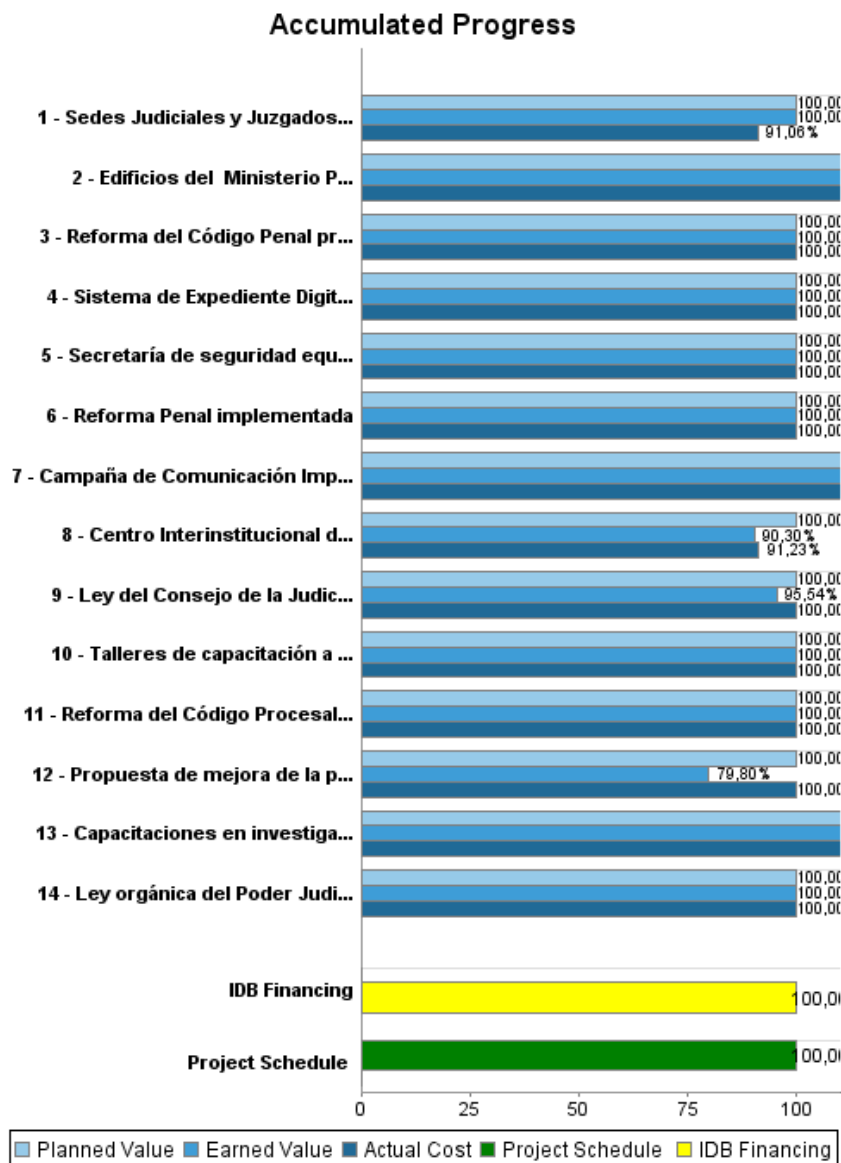 Accumulated Progress
1 - Sedes Judiciales y Juzgados...
100,00
100,00
91,06%
2 - Edificios del Ministerio P...
3 - Reforma del Código Penal pr...
100,00
100,00
100,00
4 - Sistema de Expediente Digit...
100,00
100,00
100,00
5 - Secretaría de seguridad equ...
100,00
100,00
100,00
6 - Reforma Penal implementada
100,00
100,00
100,00
7 - Campaña de Comunicación Imp...
8 - Centro Interinstitucional d...
100,00
90,30%
91,23%
9 - Ley del Consejo de la Judic...
100,00
95,54%
100,00
10 - Talleres de capacitación a ...
100,00
100,00
100,00
11 - Reforma del Código Procesal...
100,00
100,00
100,00
12 - Propuesta de mejora de la p...
100,00
79,80%
100,00
13 - Capacitaciones en investiga...
14 - Ley orgánica del Poder Judi...
100,00
100,00
100,00
IDB Financing
100,00
Project Schedule
100,00
0 25 50 75 100
Planned Value Earned Value Actual Cost Project Schedule IDB Financing